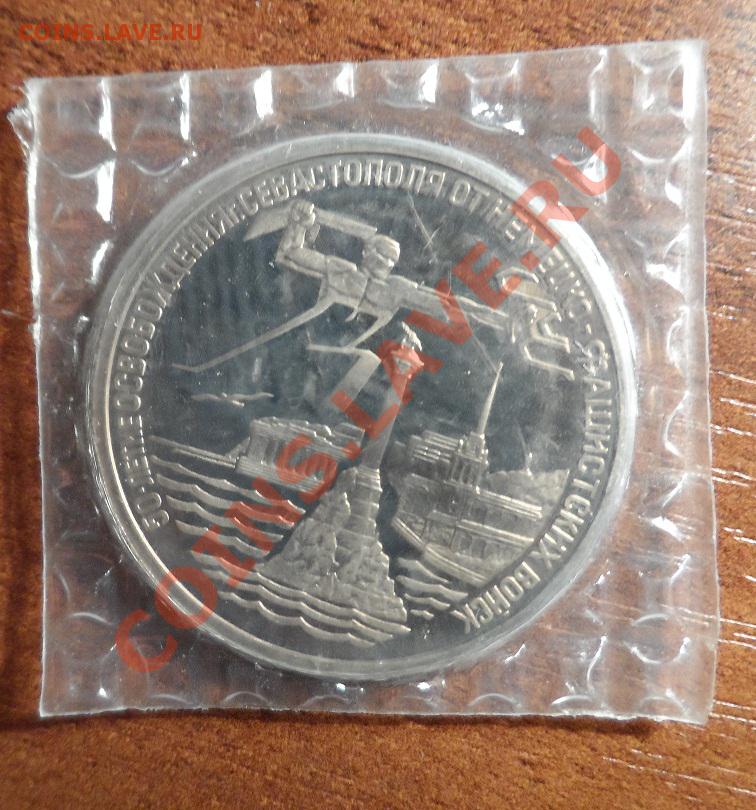 COINS.LAVE.RU
50-ЛЕТИЕ ОСВОБОЖДЕНИЯ г. СЕВАСТОПОЛЯ ОТ НЕМЕЦКО-ФАШИСТСКИХ ВОЙСК
COINS.LAVE.RU